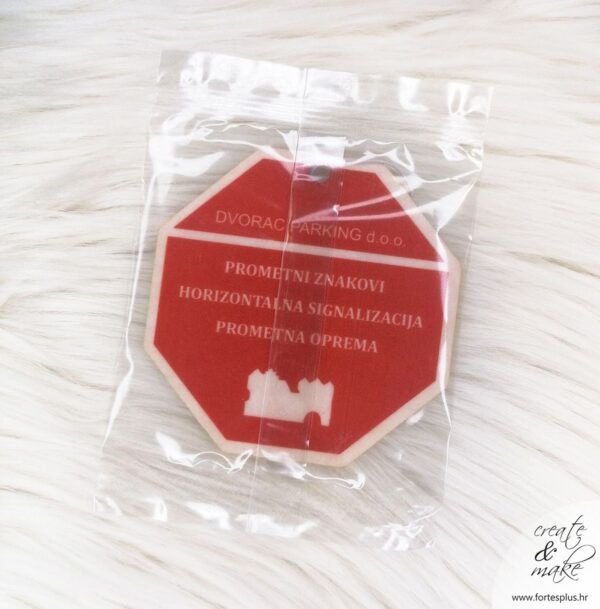 DVORAC PARKING d.o.o.
PROMETNI ZNAKOVI
HORIZONTALNA SIGNALIZACIJA
PROMETNA OPREMA
create
&
make
www.fortesplus.hr